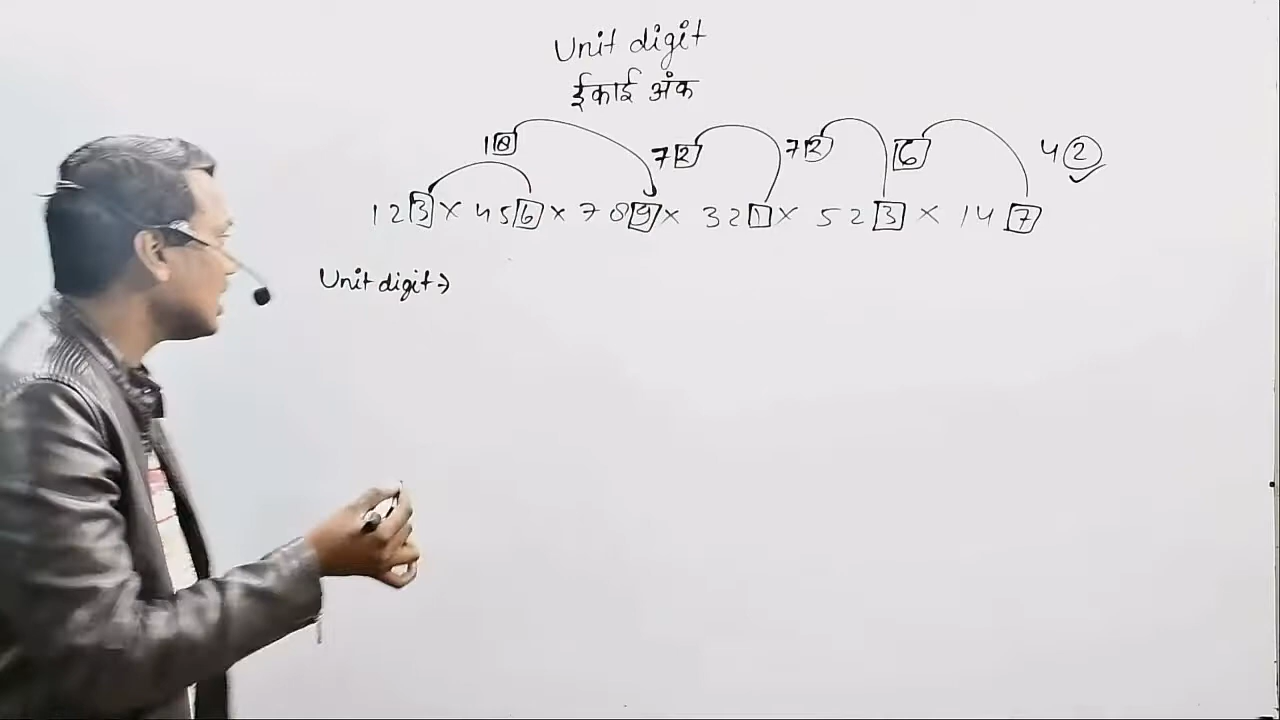 Unit digit
ईकाई अंक
18 72 72 6 42
123 × 456 × 789 × 321 × 523 × 147
Unit digit →